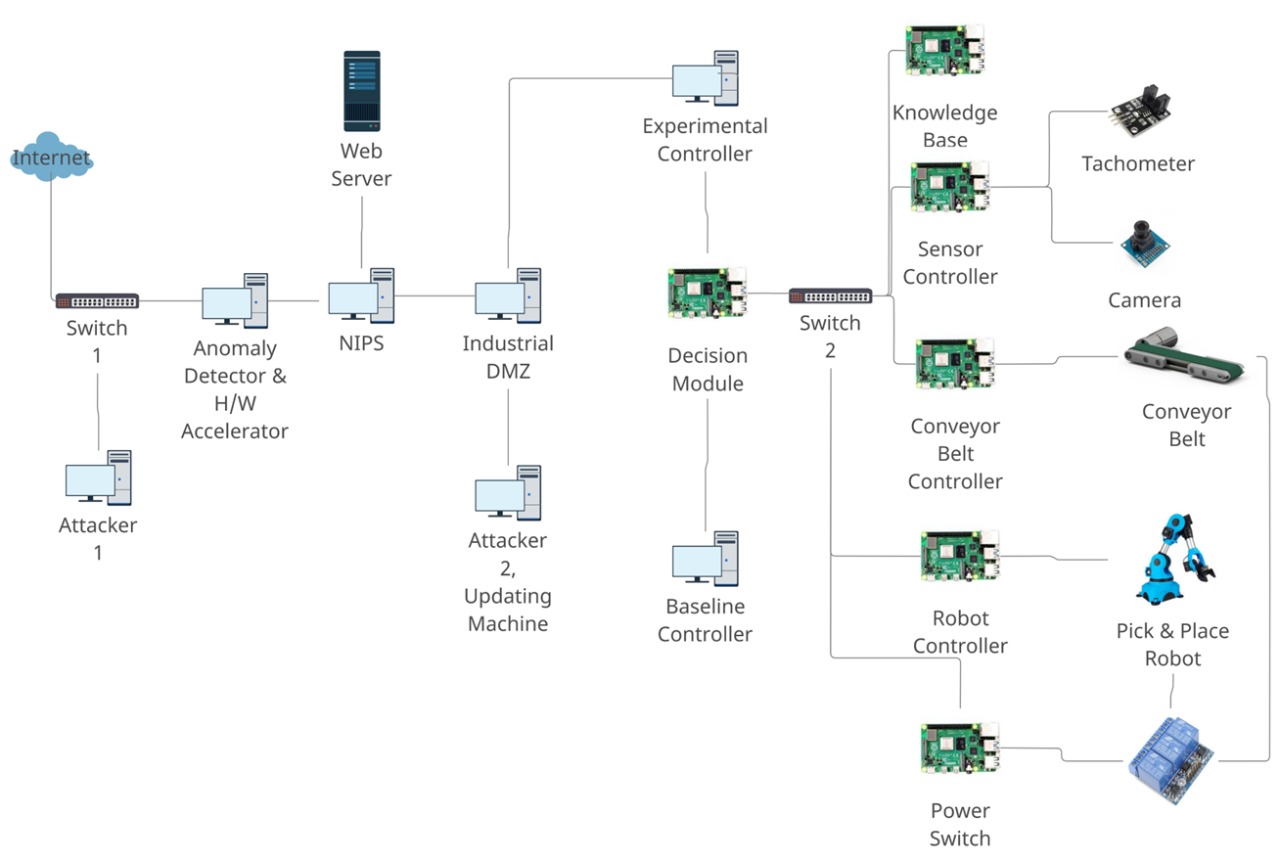 Internet
Switch
1
Attacker
1
Anomaly
Detector &
H/W
Accelerator
Web
Server
NIPS
Industrial
DMZ
Attacker
2,
Updating
Machine
Experimental
Controller
Decision
Module
Baseline
Controller
Switch
2
Knowledge
Base
Sensor
Controller
Conveyor
Belt
Controller
Robot
Controller
Power
Switch
Tachometer
Camera
Conveyor
Belt
Pick & Place
Robot